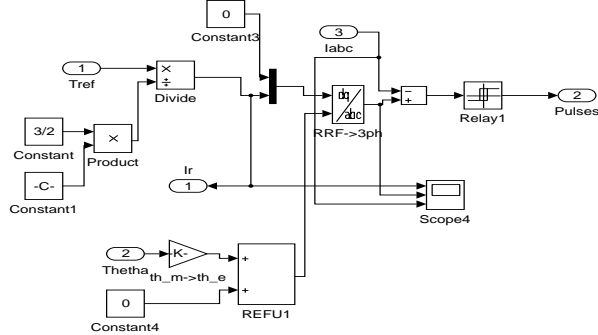 0
Constant3
3
Iabc
1
Tref
×
÷
Divide
dq
abc
RRF->3ph
−
+
Relay1
2
Pulses
3/2
Constant
×
Product
-C-
Constant1
Ir
1
Scope4
2
Thetha
-K-
th_m->th_e
+
+
REFU1
0
Constant4